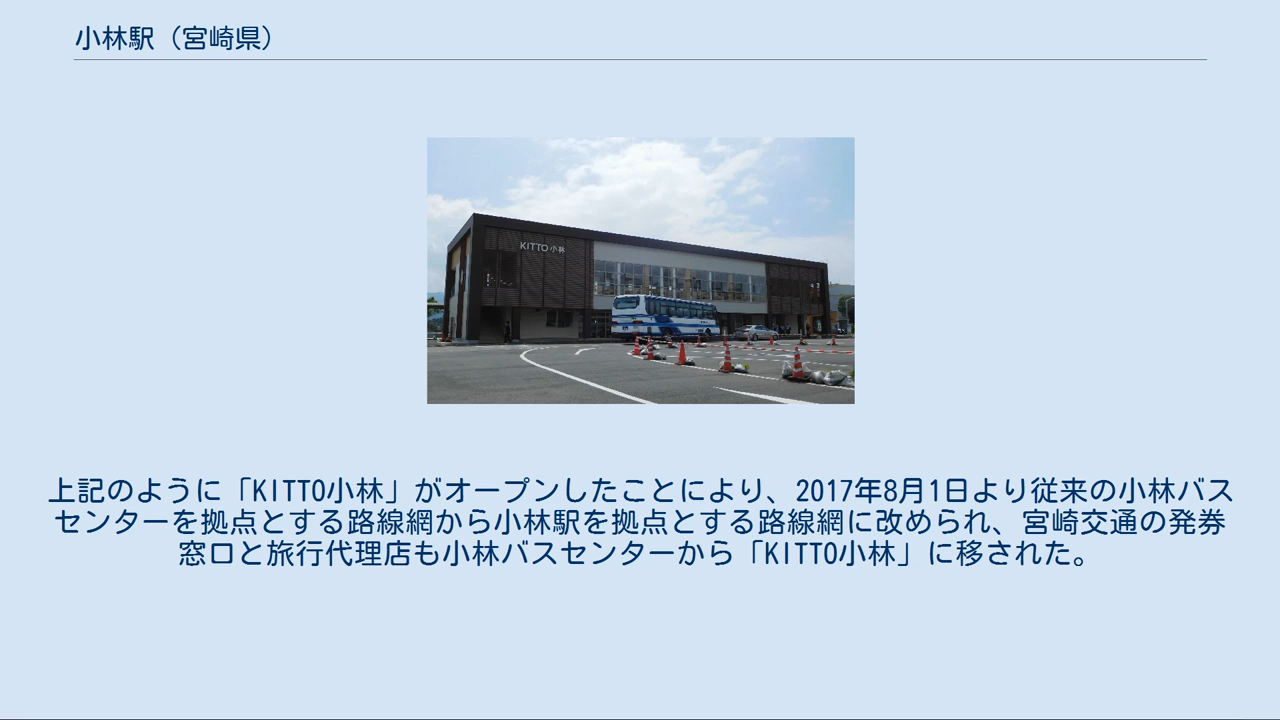 小林駅（宮崎県）
KITTO小林
上記のように「KITTO小林」がオープンしたことにより、2017年8月1日より従来の小林バス
センターを拠点とする路線網から小林駅を拠点とする路線網に改められ、宮崎交通の発券
窓口と旅行代理店も小林バスセンターから「KITTO小林」に移された。